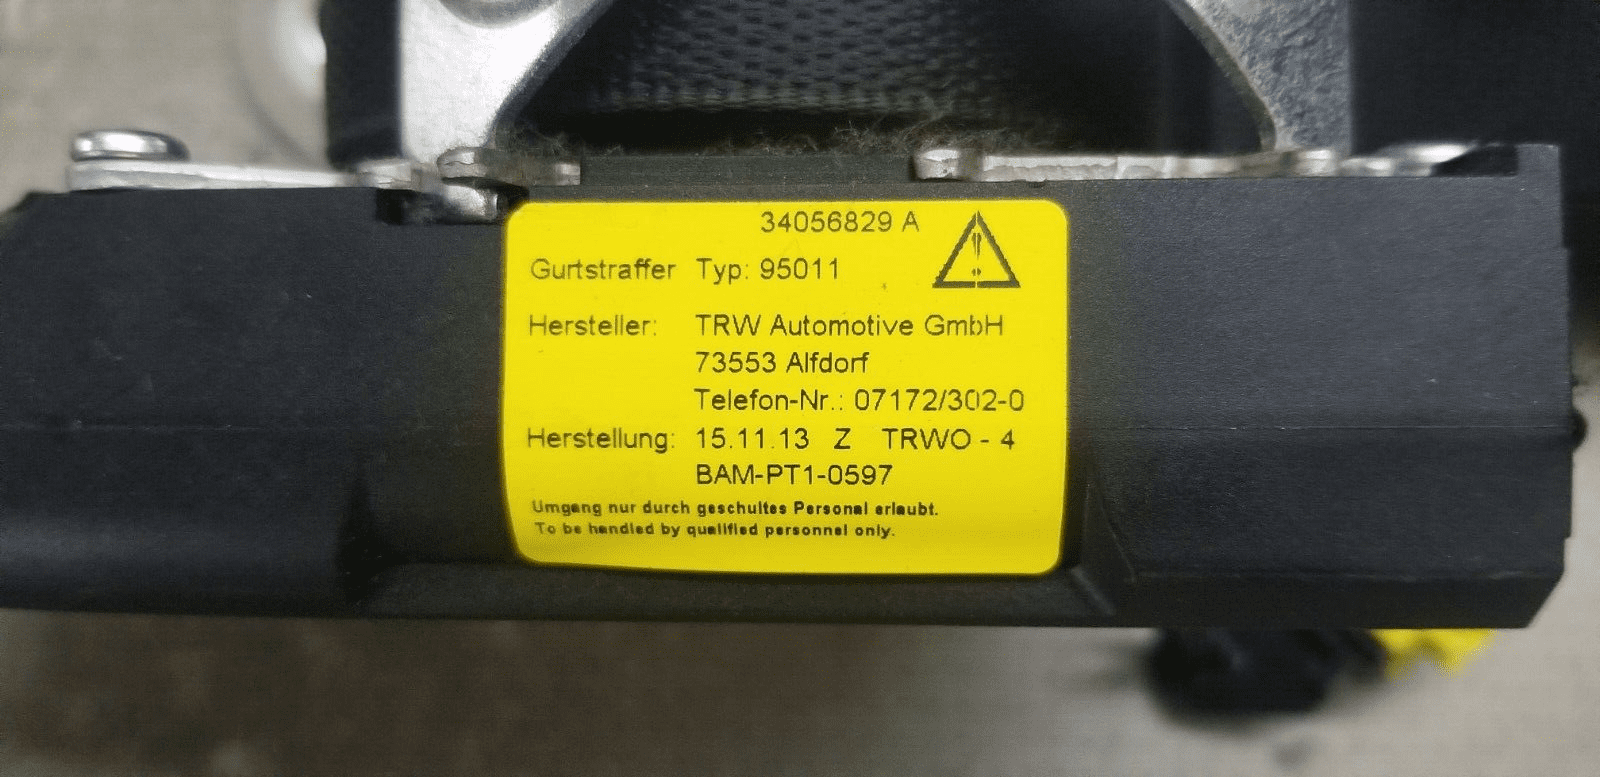 34056829 A
Gurtstraffer Typ: 95011
Hersteller: TRW Automotive GmbH
73553 Alfdorf
Telefon-Nr.: 07172/302-0
Herstellung: 15.11.13 Z TRWO - 4
BAM-PT1-0597
Umgang nur durch geschultes Personal erlaubt.
To be handled by qualified personnel only.